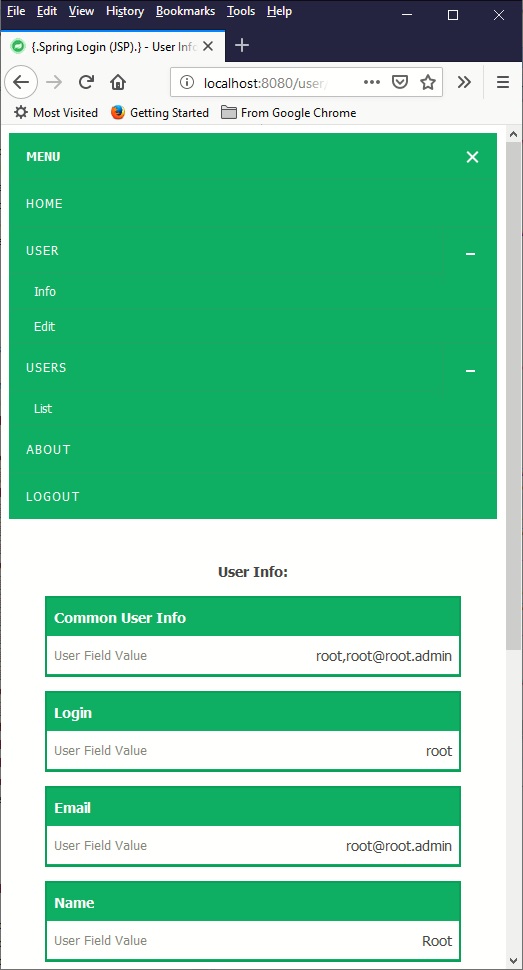 File Edit View History Bookmarks Tools Help
{.Spring Login (JSP).} - User Info
localhost:8080/user/
Most Visited Getting Started From Google Chrome
MENU
HOME
USER
Info
Edit
USERS
List
ABOUT
LOGOUT
User Info:
Common User Info
User Field Value root,root@root.admin
Login
User Field Value root
Email
User Field Value root@root.admin
Name
User Field Value Root